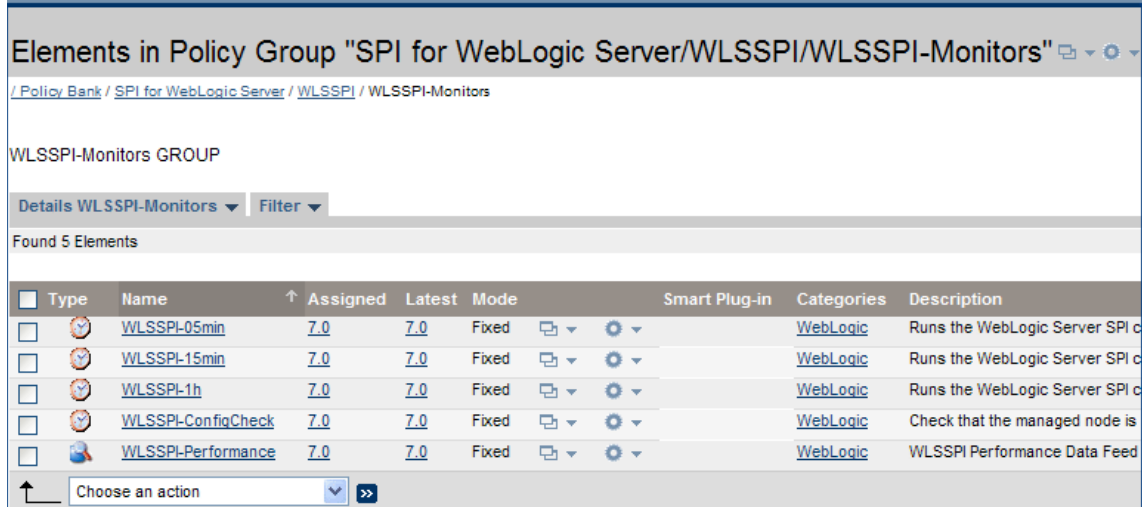 Elements in Policy Group "SPI for WebLogic Server/WLSSPI/WLSSPI-Monitors"
/ Policy Bank / SPI for WebLogic Server / WLSSPI / WLSSPI-Monitors
WLSSPI-Monitors GROUP
Details WLSSPI-Monitors Filter
Found 5 Elements
Type Name Assigned Latest Mode Smart Plug-in Categories Description
WLSSPI-05min 7.0 7.0 Fixed WebLogic Runs the WebLogic Server SPI c
WLSSPI-15min 7.0 7.0 Fixed WebLogic Runs the WebLogic Server SPI c
WLSSPI-1h 7.0 7.0 Fixed WebLogic Runs the WebLogic Server SPI c
WLSSPI-ConfigCheck 7.0 7.0 Fixed WebLogic Check that the managed node is
WLSSPI-Performance 7.0 7.0 Fixed WebLogic WLSSPI Performance Data Feed
Choose an action